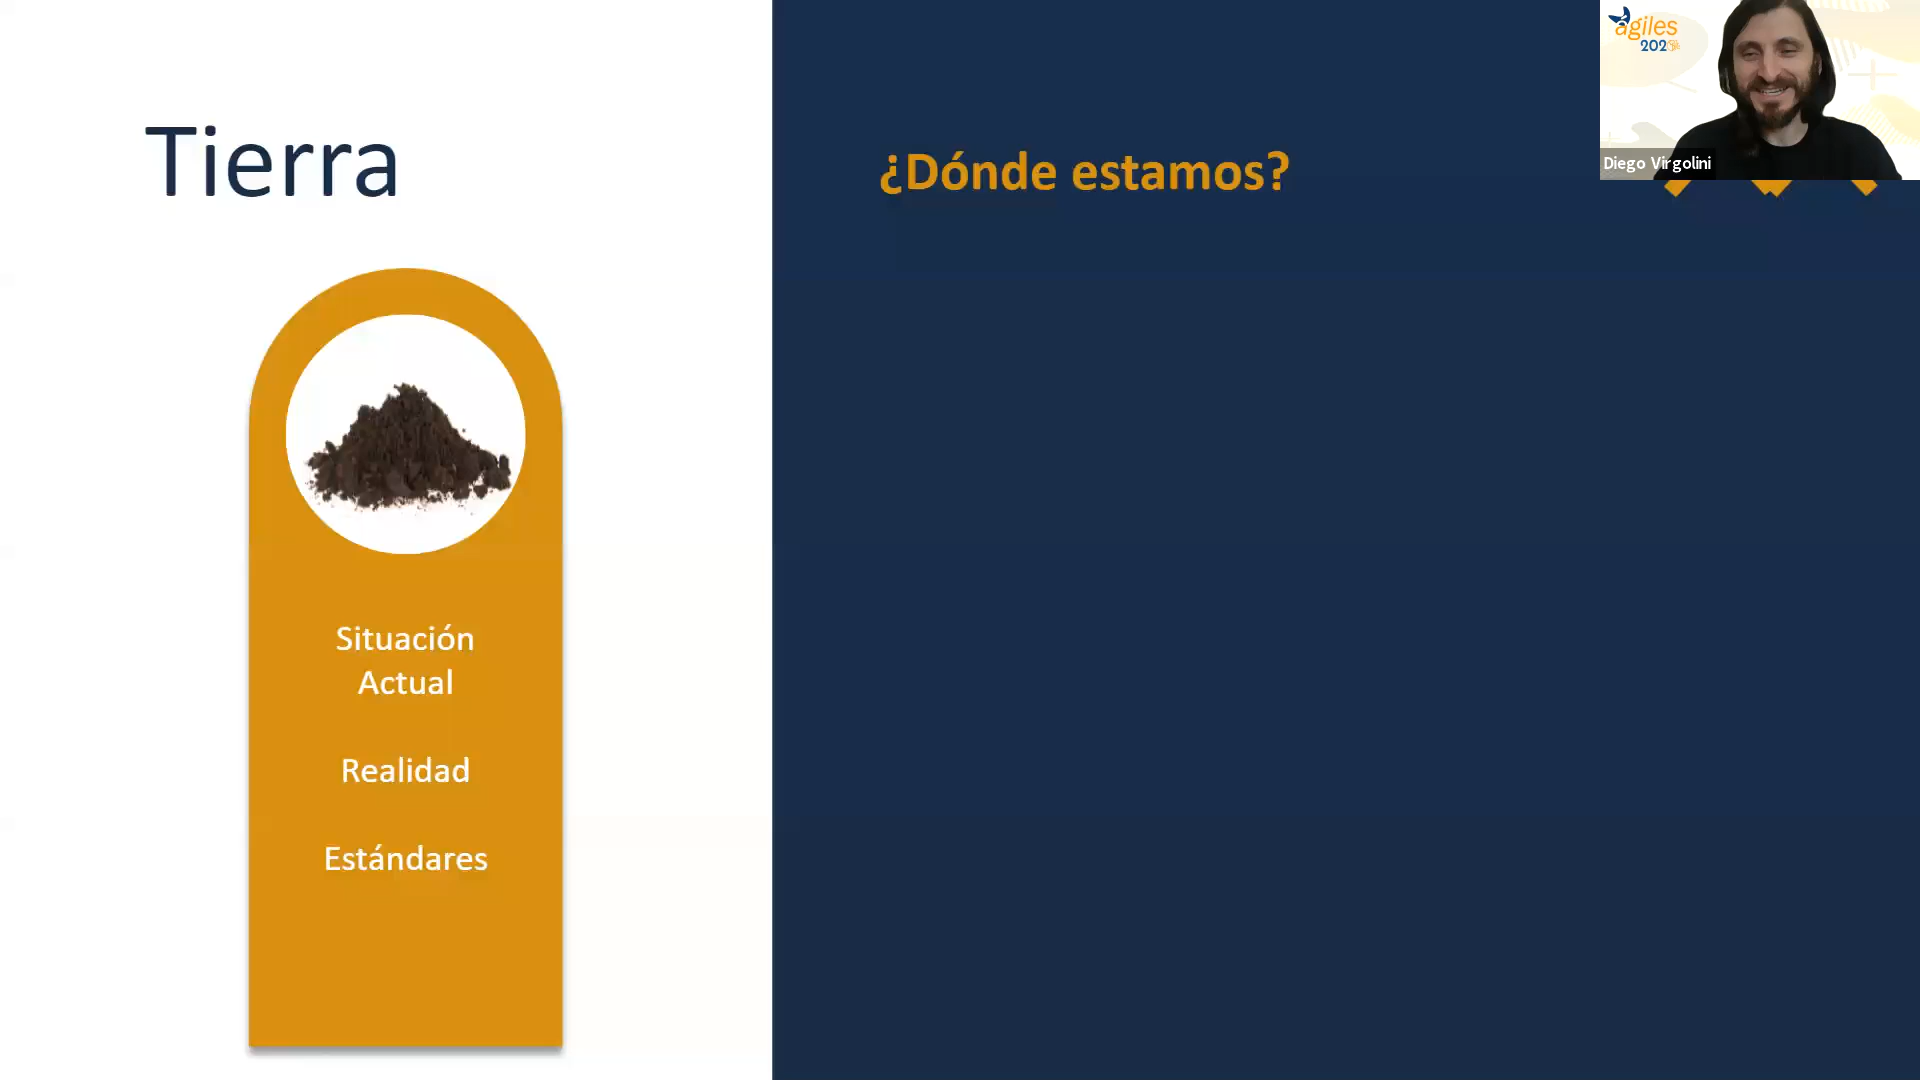 Tierra
Situación
Actual
Realidad
Estándares
¿Dónde estamos?
ágiles
202
Diego Virgolini